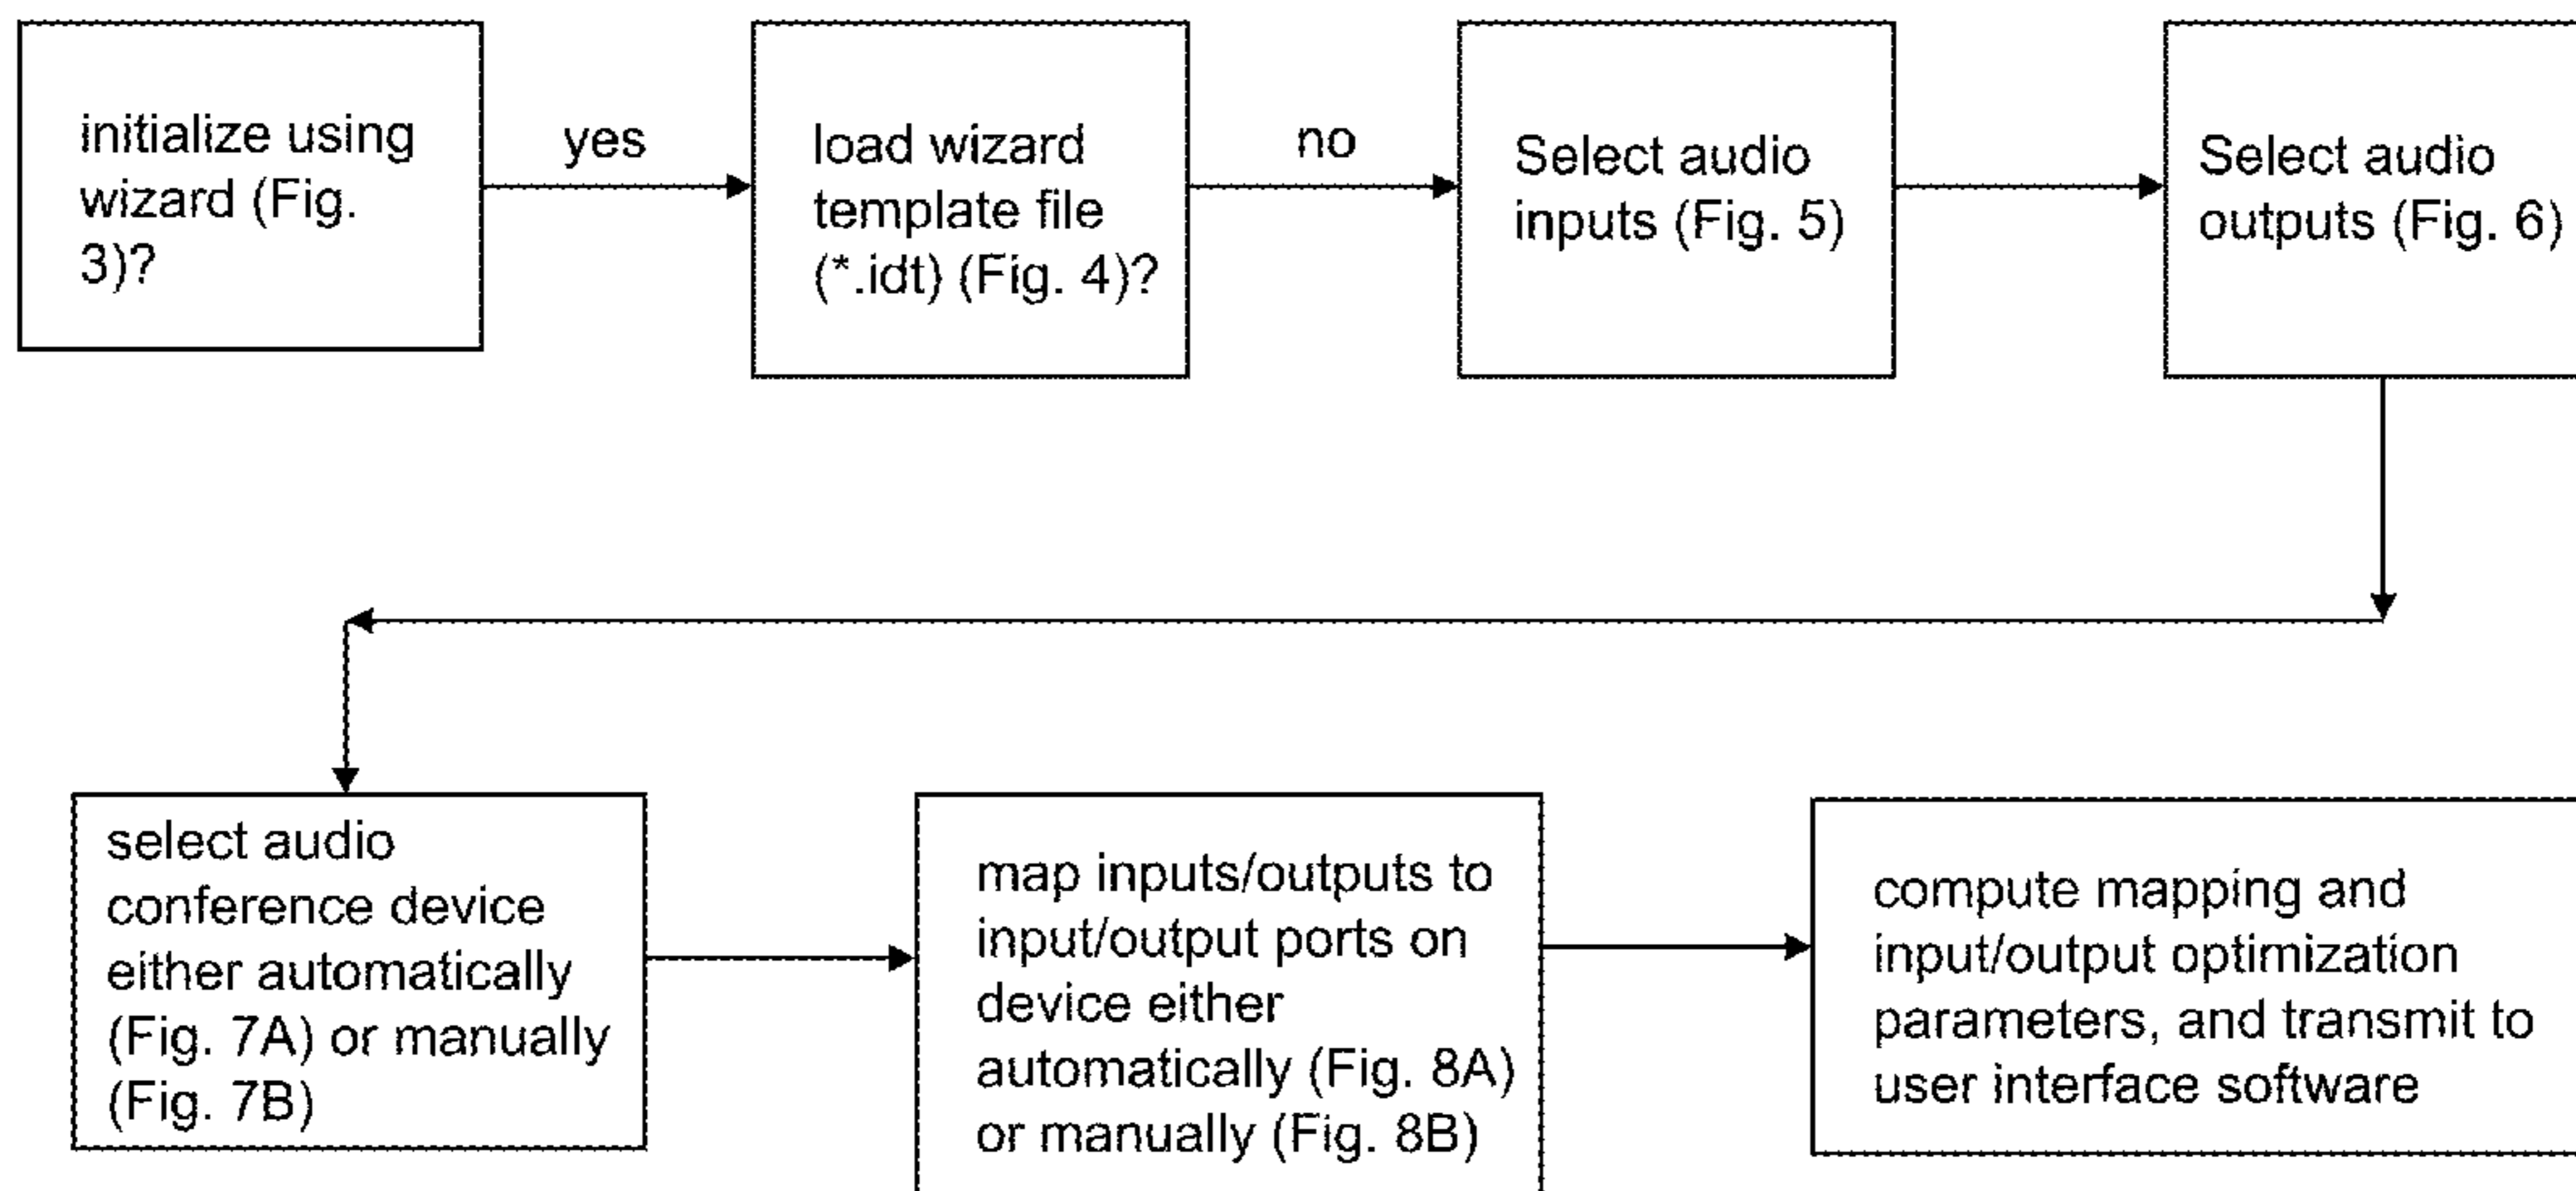 initialize using
wizard (Fig.
3)?
yes
load wizard
template file
(*.idt) (Fig. 4)?
no
Select audio
inputs (Fig. 5)
Select audio
outputs (Fig. 6)
select audio
conference device
either automatically
(Fig. 7A) or manually
(Fig. 7B)
map inputs/outputs to
input/output ports on
device either
automatically (Fig. 8A)
or manually (Fig. 8B)
compute mapping and
input/output optimization
parameters, and transmit to
user interface software